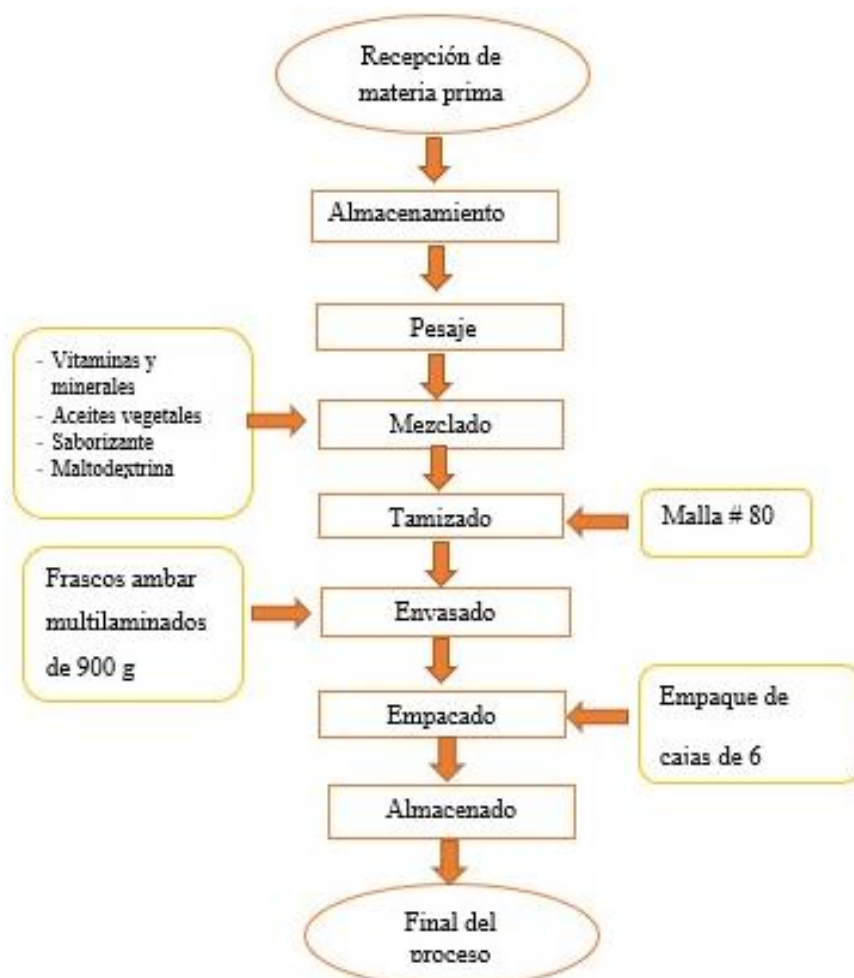 Recepción de
materia prima
Almacenamiento
Pesaje
- Vitaminas y
minerales
- Aceites vegetales
- Saborizante
- Maltodextrina
Mezclado
Tamizado
Malla # 80
Frascos ambar
multilaminados
de 900 g
Envasado
Empacado
Empaque de
caias de 6
Almacenado
Final del
proceso